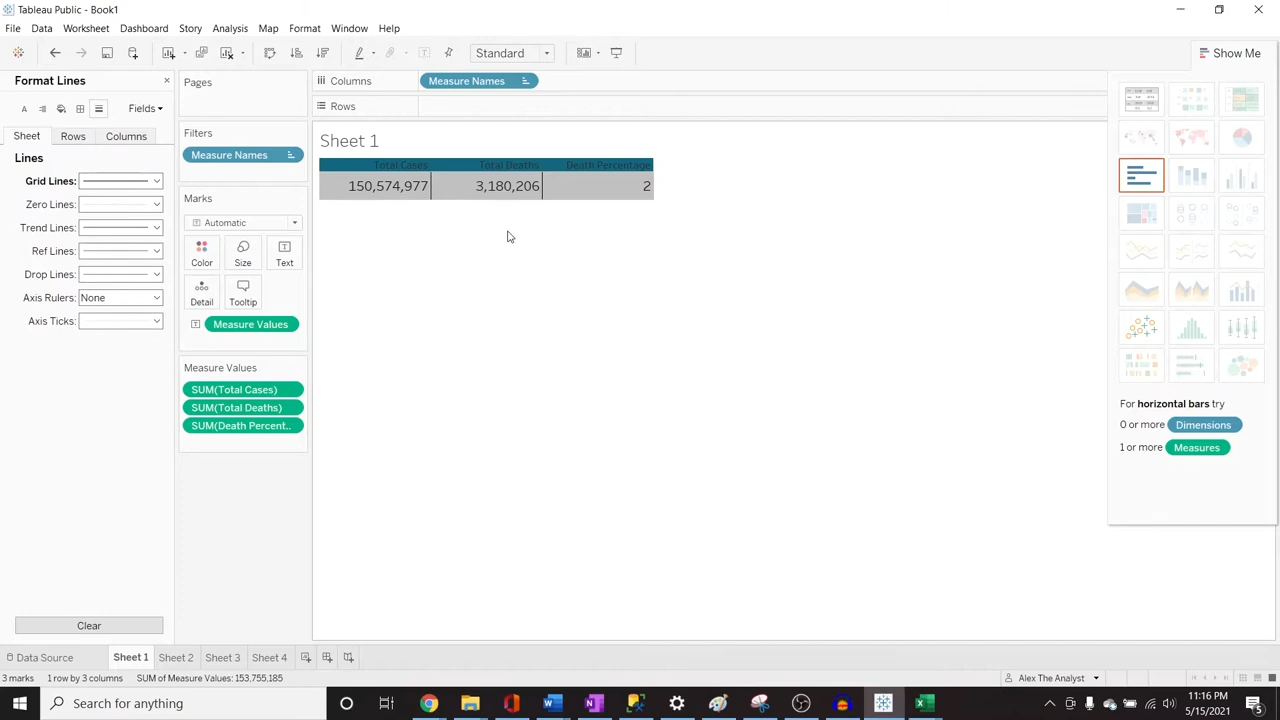 Tableau Public - Book1
File Data Worksheet Dashboard Story Analysis Map Format Window Help
Standard
Show Me
Format Lines
Fields
Sheet Rows Columns
Lines
Grid Lines:
Zero Lines:
Trend Lines:
Ref Lines:
Drop Lines:
Axis Rulers: None
Axis Ticks:
Clear
Pages
Filters
Measure Names
Marks
Automatic
Color Size Text
Detail Tooltip
Measure Values
Measure Values
SUM(Total Cases)
SUM(Total Deaths)
SUM(Death Percent..
Columns Measure Names
Rows
Sheet 1
Total Cases Total Deaths Death Percentage
150,574,977 3,180,206 2
For horizontal bars try
0 or more Dimensions
1 or more Measures
Data Source Sheet 1 Sheet 2 Sheet 3 Sheet 4
3 marks 1 row by 3 columns SUM of Measure Values: 153,755,185
Alex The Analyst
Search for anything
11:16 PM
5/15/2021